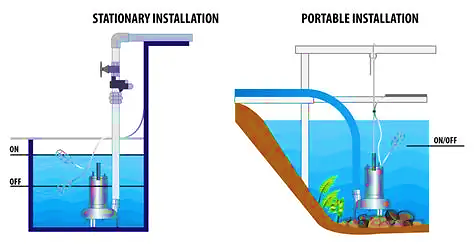 STATIONARY INSTALLATION
PORTABLE INSTALLATION
ON
OFF
ON/OFF